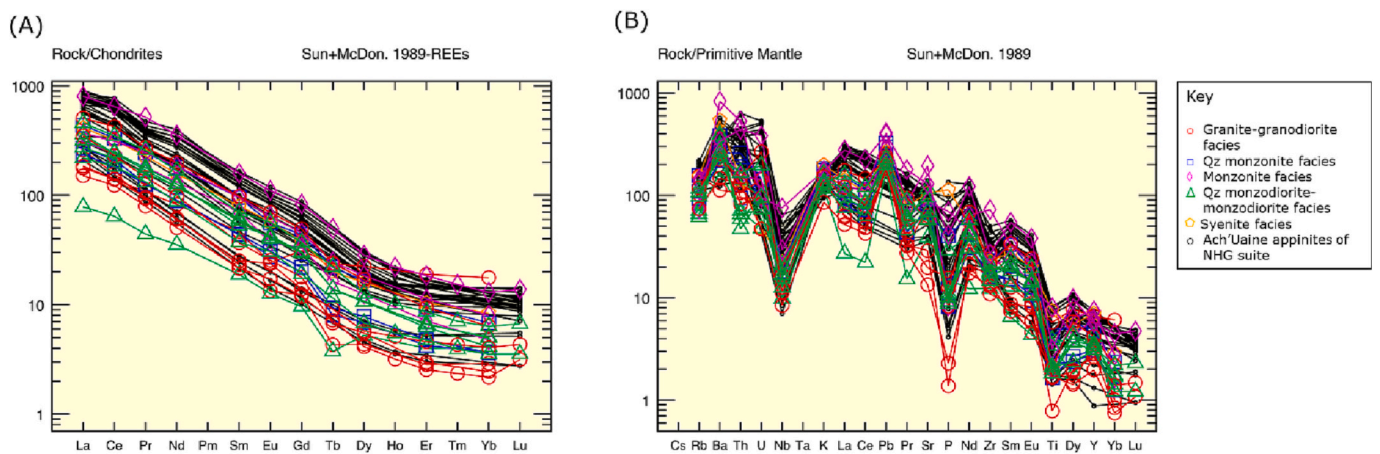 (A)
Rock/Chondrites Sun+McDon. 1989-REEs
1000
100
10
1
La Ce Pr Nd Pm Sm Eu Gd Tb Dy Ho Er Tm Yb Lu
(B)
Rock/Primitive Mantle Sun+McDon. 1989
1000
100
10
1
Cs Rb Ba Th U Nb Ta K La Ce Pb Pr Sr P Nd Zr Sm Eu Ti Dy Y Yb Lu
Key
Granite-granodiorite
facies
Qz monzonite facies
Monzonite facies
Qz monzodiorite-
monzodiorite facies
Syenite facies
Ach'Uaine appinites of
NHG suite